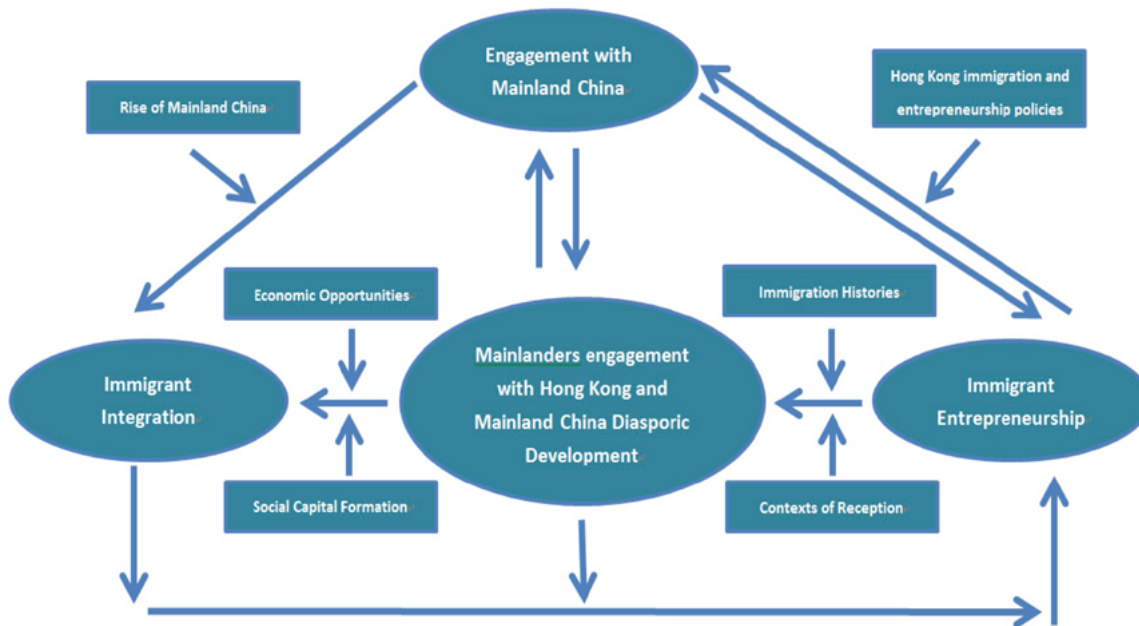 Engagement with
Mainland China
Rise of Mainland China
Hong Kong immigration and
entrepreneurship policies
Economic Opportunities
Immigration Histories
Immigrant
Integration
Mainlanders engagement
with Hong Kong and
Mainland China Diasporic
Development
Immigrant
Entrepreneurship
Social Capital Formation
Contexts of Reception